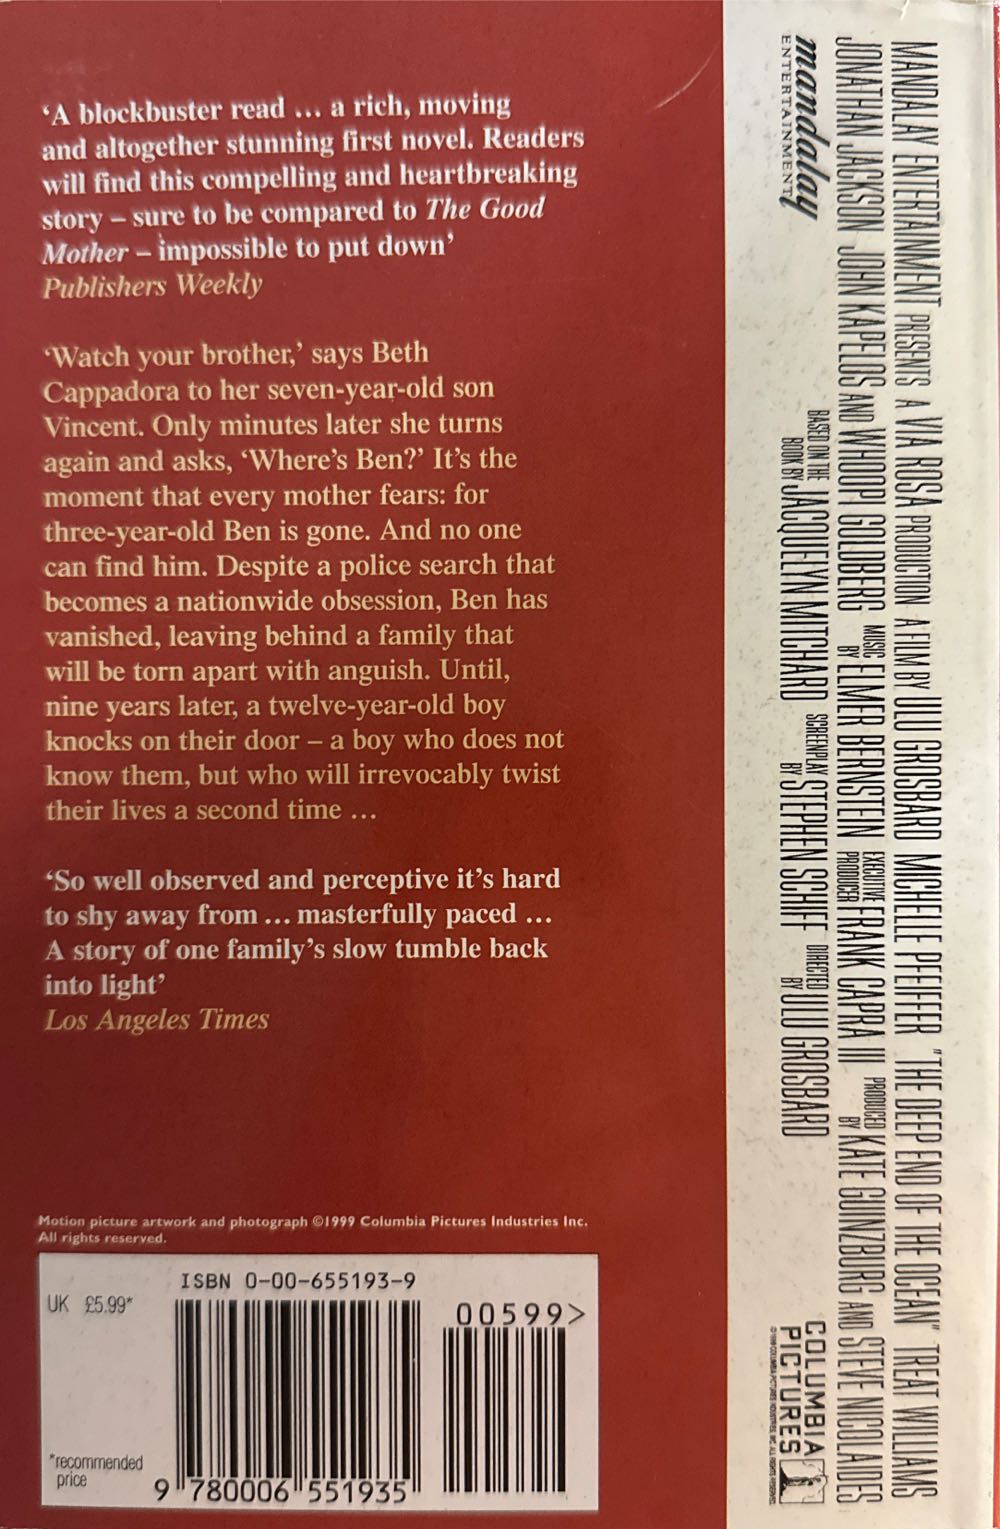 ‘A blockbuster read … a rich, moving
and altogether stunning first novel. Readers
will find this compelling and heartbreaking
story – sure to be compared to The Good
Mother – impossible to put down’
Publishers Weekly
‘Watch your brother,’ says Beth
Cappadora to her seven-year-old son
Vincent. Only minutes later she turns
again and asks, ‘Where’s Ben?’ It’s the
moment that every mother fears: for
three-year-old Ben is gone. And no one
can find him. Despite a police search that
becomes a nationwide obsession, Ben has
vanished, leaving behind a family that
will be torn apart with anguish. Until,
nine years later, a twelve-year-old boy
knocks on their door – a boy who does not
know them, but who will irrevocably twist
their lives a second time …
‘So well observed and perceptive it’s hard
to shy away from … masterfully paced …
A story of one family’s slow tumble back
into light’
Los Angeles Times
Motion picture artwork and photograph ©1999 Columbia Pictures Industries Inc.
All rights reserved.
ISBN 0-00-655193-9
UK £5.99*
00599>
*recommended
price
9 780006 551935
MANDALAY ENTERTAINMENT PRESENTS A VIA ROSA PRODUCTION A FILM BY ULU GROSBARD MICHELLE PFEIFFER "THE DEEP END OF THE OCEAN" TREAT WILLIAMS
JONATHAN JACKSON JOHN KAPELOS AND WHOOPI GOLDBERG MUSIC BY ELMER BERNSTEIN EXECUTIVE PRODUCER FRANK CAPRA III PRODUCED BY KATE GUINZBURG AND STEVE NICOLAIDES
mandalay
ENTERTAINMENT
BASED ON THE BOOK BY JACQUELYN MITCHARD SCREENPLAY BY STEPHEN SCHIFF DIRECTED BY ULU GROSBARD
COLUMBIA
PICTURES